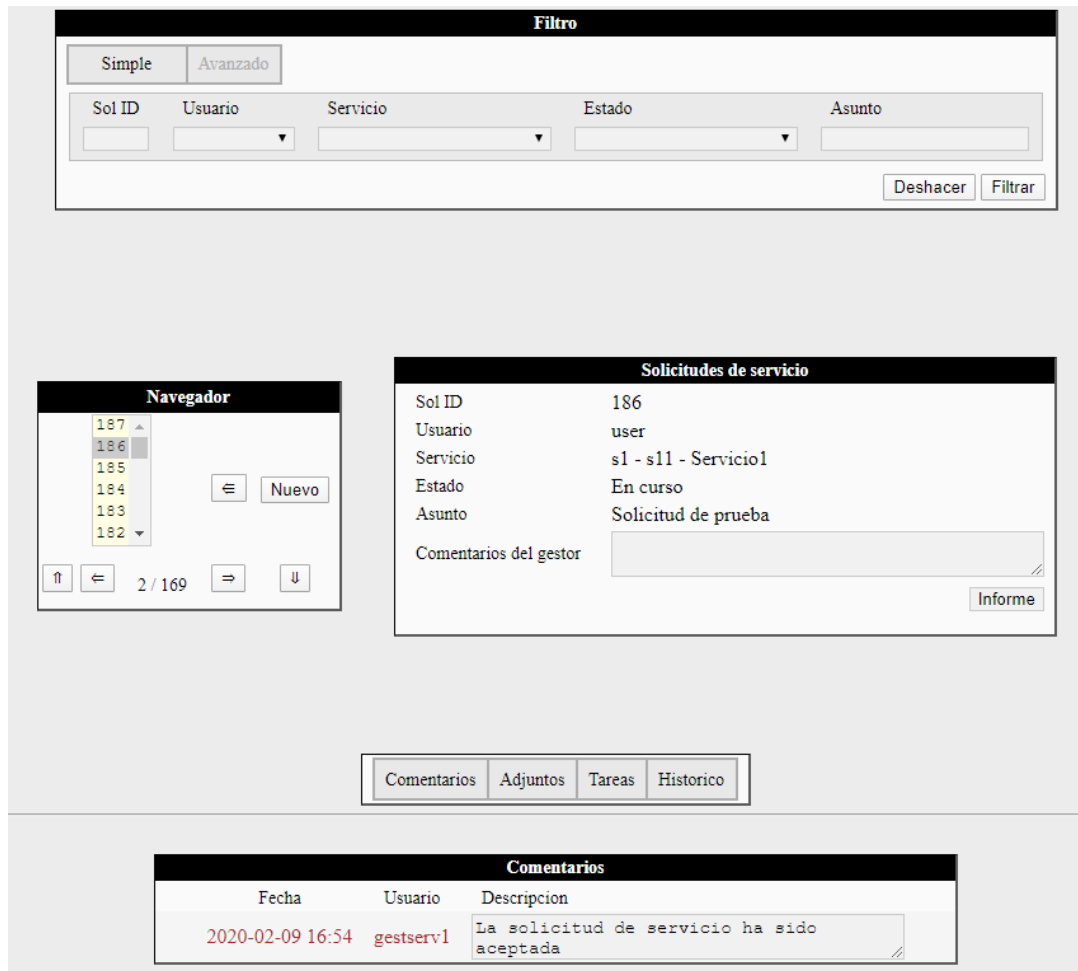 Filtro
Simple Avanzado
Sol ID Usuario Servicio Estado Asunto
Deshacer Filtrar
Navegador
187
186
185
184
183
182
Nuevo
2 / 169
Solicitudes de servicio
Sol ID 186
Usuario user
Servicio s1 - s11 - Servicio1
Estado En curso
Asunto Solicitud de prueba
Comentarios del gestor
Informe
Comentarios Adjuntos Tareas Historico
Comentarios
Fecha Usuario Descripcion
2020-02-09 16:54 gestserv1 La solicitud de servicio ha sido
aceptada